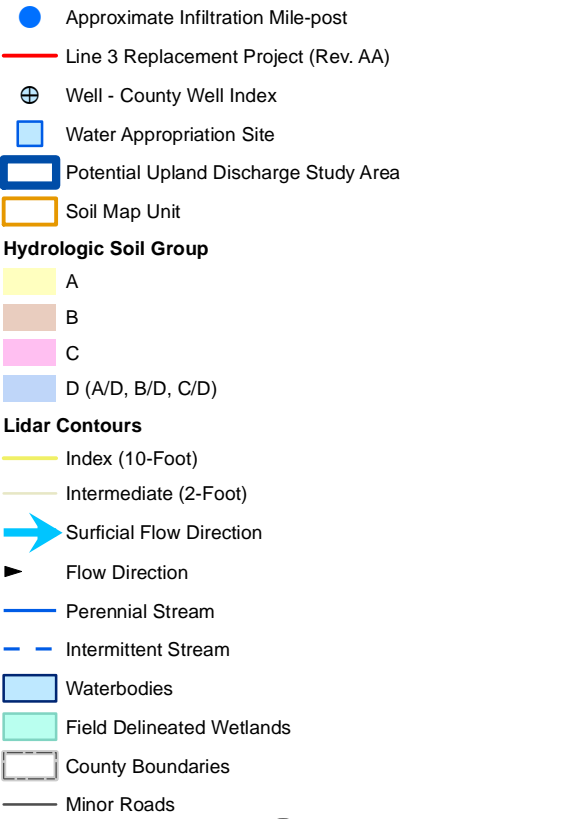 Approximate Infiltration Mile-post
Line 3 Replacement Project (Rev. AA)
Well - County Well Index
Water Appropriation Site
Potential Upland Discharge Study Area
Soil Map Unit
Hydrologic Soil Group
A
B
C
D (A/D, B/D, C/D)
Lidar Contours
Index (10-Foot)
Intermediate (2-Foot)
Surficial Flow Direction
Flow Direction
Perennial Stream
Intermittent Stream
Waterbodies
Field Delineated Wetlands
County Boundaries
Minor Roads